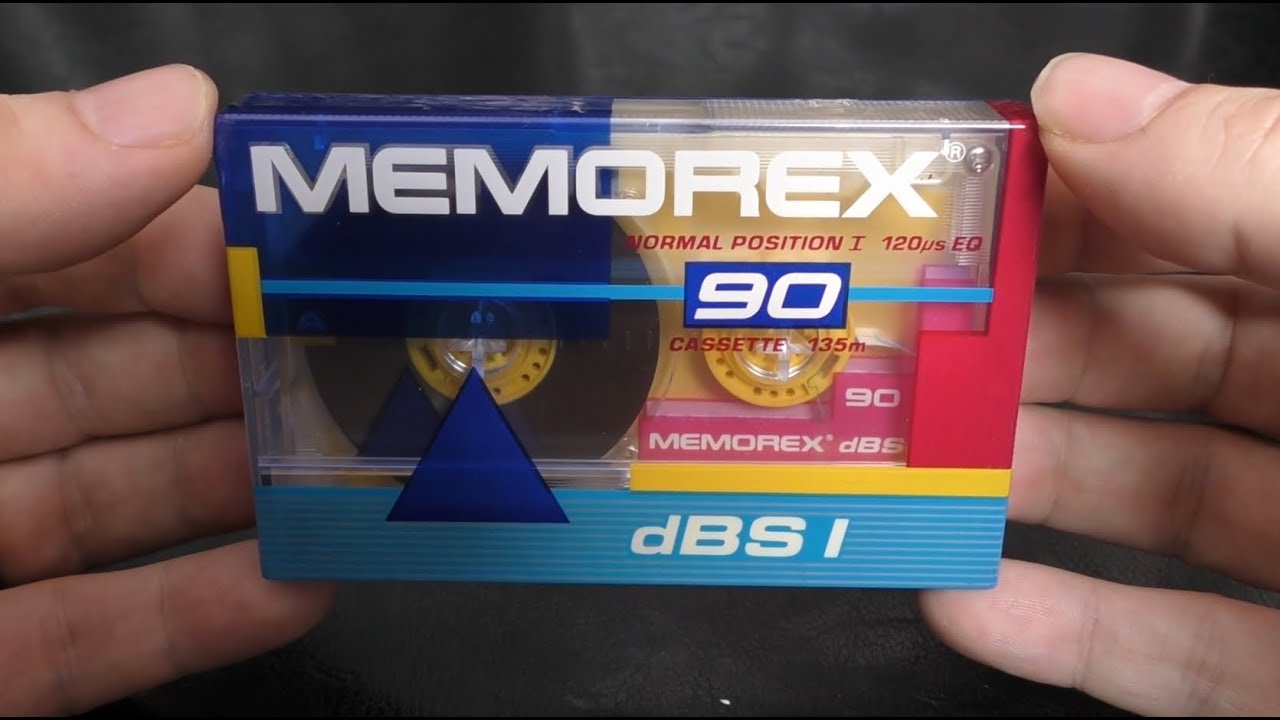 MEMOREX®
NORMAL POSITION I 120µs EQ
90
CASSETTE 135m
90
MEMOREX® dBS
dBS I